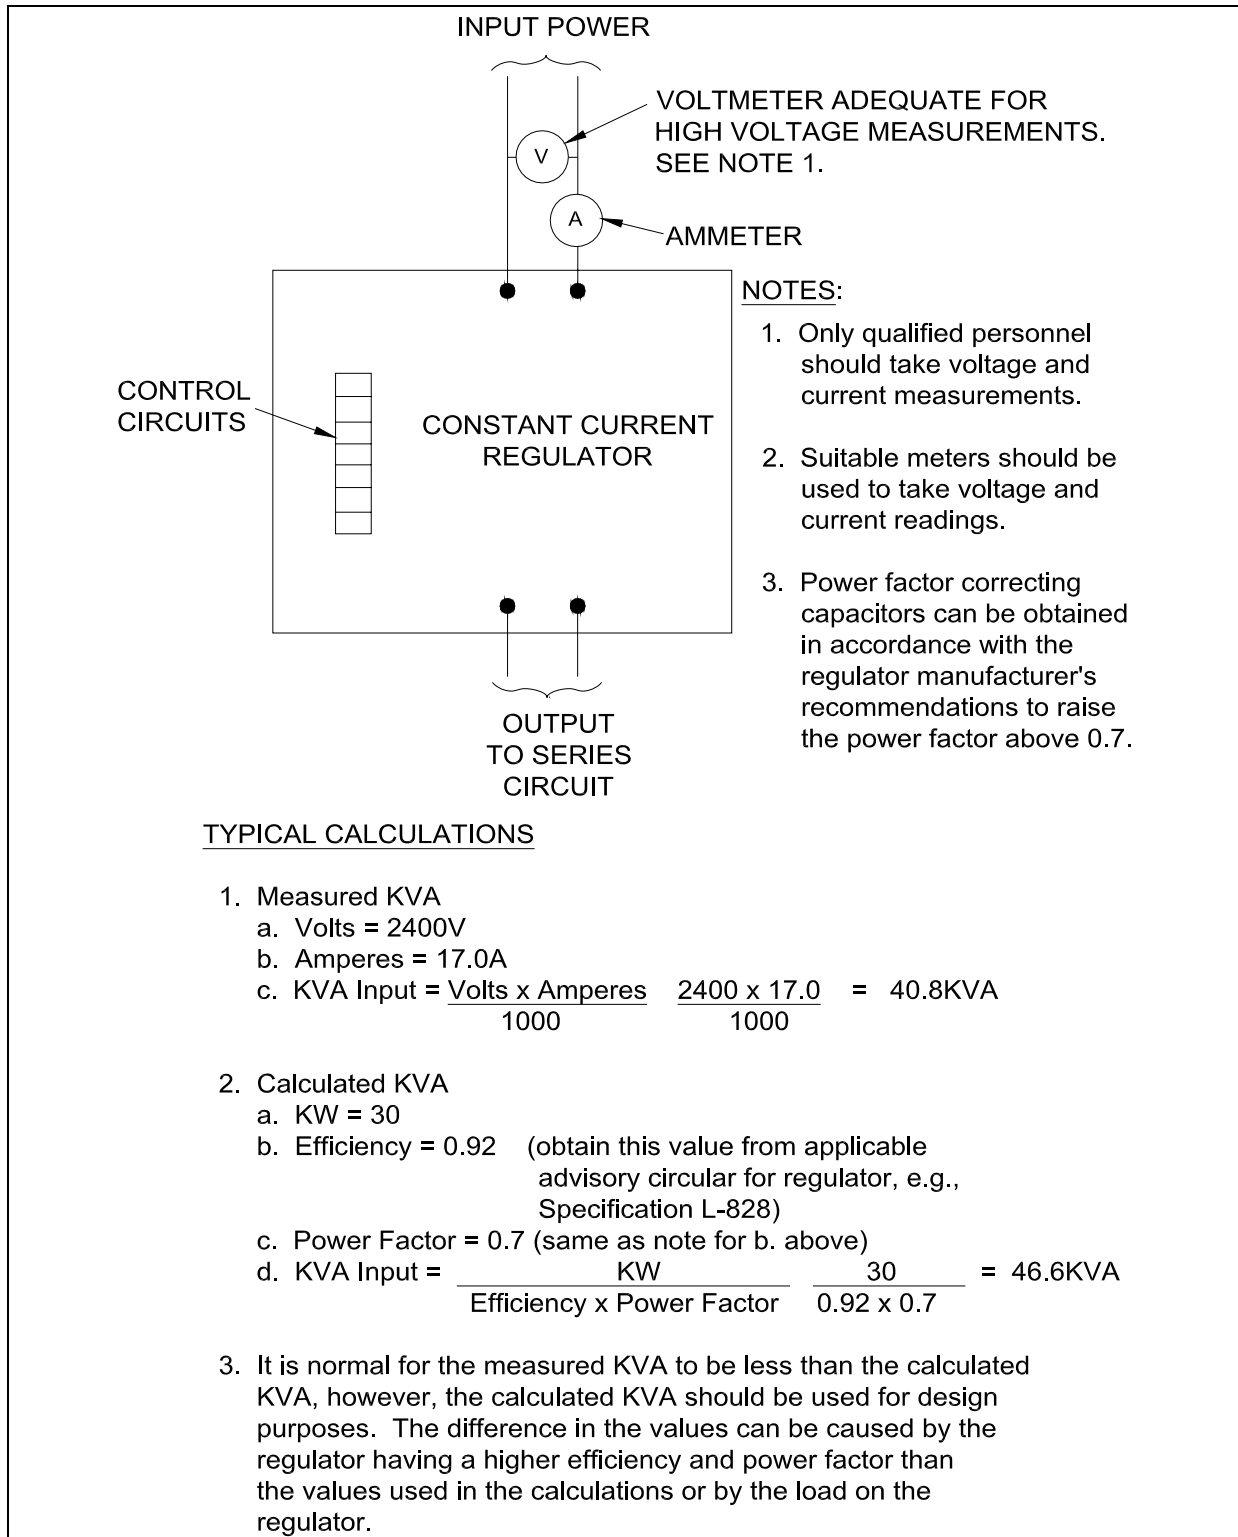 INPUT POWER
VOLTMETER ADEQUATE FOR
HIGH VOLTAGE MEASUREMENTS.
SEE NOTE 1.
V
A
AMMETER
CONTROL
CIRCUITS
CONSTANT CURRENT
REGULATOR
OUTPUT
TO SERIES
CIRCUIT
NOTES:
1. Only qualified personnel
should take voltage and
current measurements.
2. Suitable meters should be
used to take voltage and
current readings.
3. Power factor correcting
capacitors can be obtained
in accordance with the
regulator manufacturer's
recommendations to raise
the power factor above 0.7.
TYPICAL CALCULATIONS
1. Measured KVA
a. Volts = 2400V
b. Amperes = 17.0A
c. KVA Input = Volts x Amperes 2400 x 17.0 = 40.8KVA
1000 1000
2. Calculated KVA
a. KW = 30
b. Efficiency = 0.92 (obtain this value from applicable
advisory circular for regulator, e.g.,
Specification L-828)
c. Power Factor = 0.7 (same as note for b. above)
d. KVA Input = KW 30 = 46.6KVA
Efficiency x Power Factor 0.92 x 0.7
3. It is normal for the measured KVA to be less than the calculated
KVA, however, the calculated KVA should be used for design
purposes. The difference in the values can be caused by the
regulator having a higher efficiency and power factor than
the values used in the calculations or by the load on the
regulator.